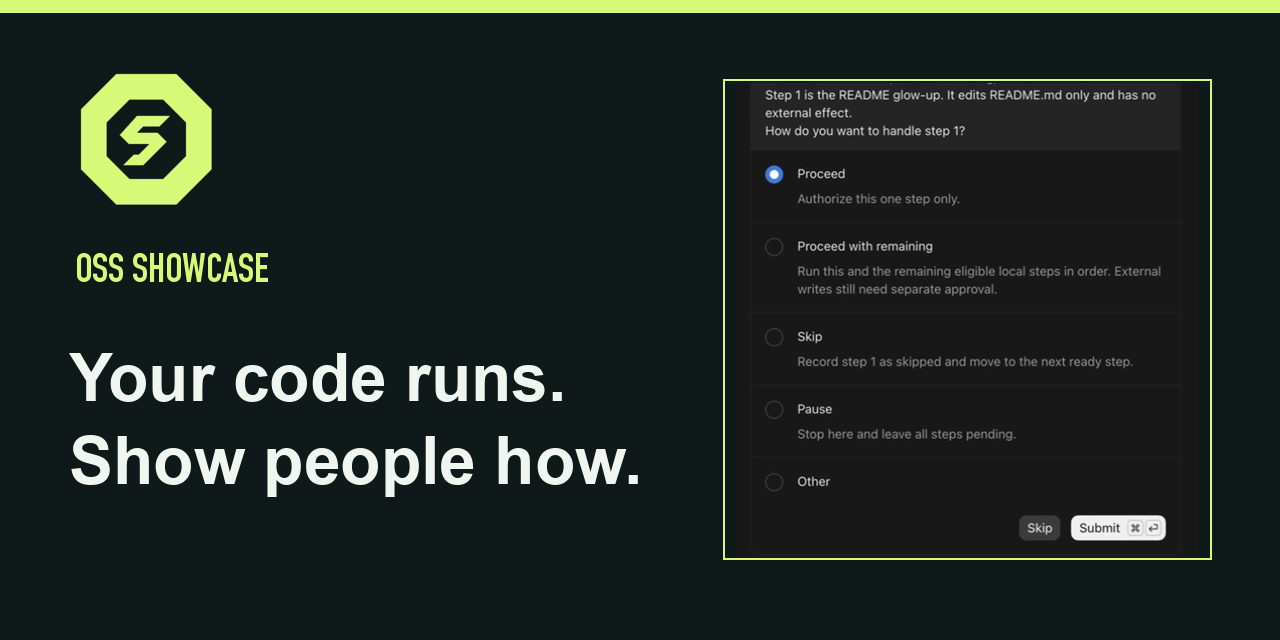 OSS SHOWCASE
Your code runs.
Show people how.
Step 1 is the README glow-up. It edits README.md only and has no
external effect.
How do you want to handle step 1?
Proceed
Authorize this one step only.
Proceed with remaining
Run this and the remaining eligible local steps in order. External
writes still need separate approval.
Skip
Record step 1 as skipped and move to the next ready step.
Pause
Stop here and leave all steps pending.
Other
Skip
Submit ⌘ ↩